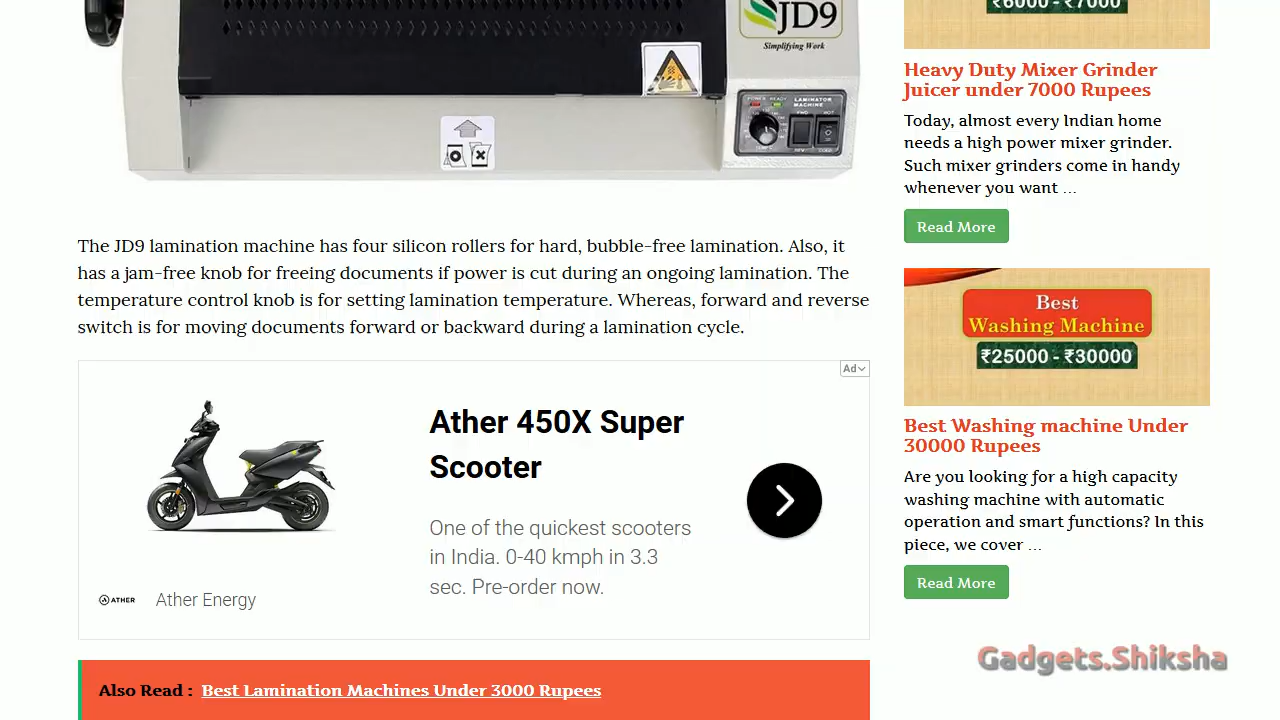 JD9
Simplifying Work
POWER READY
LAMINATOR
MACHINE
HOT
COLD
The JD9 lamination machine has four silicon rollers for hard, bubble-free lamination. Also, it
has a jam-free knob for freeing documents if power is cut during an ongoing lamination. The
temperature control knob is for setting lamination temperature. Whereas, forward and reverse
switch is for moving documents forward or backward during a lamination cycle.
Ad
Ather 450X Super
Scooter
One of the quickest scooters
in India. 0-40 kmph in 3.3
sec. Pre-order now.
ATHER Ather Energy
Also Read : Best Lamination Machines Under 3000 Rupees
₹6000 - ₹7000
Heavy Duty Mixer Grinder
Juicer under 7000 Rupees
Today, almost every Indian home
needs a high power mixer grinder.
Such mixer grinders come in handy
whenever you want ...
Read More
Best
Washing Machine
₹25000 - ₹30000
Best Washing machine Under
30000 Rupees
Are you looking for a high capacity
washing machine with automatic
operation and smart functions? In this
piece, we cover ...
Read More
Gadgets.Shiksha